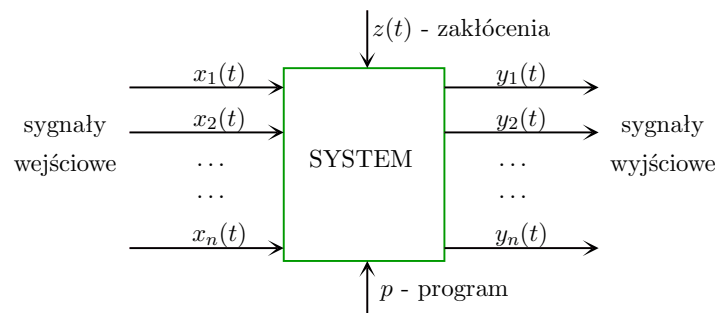 z(t) - zakłócenia
x₁(t)
y₁(t)
sygnały
wejściowe
x₂(t)
SYSTEM
y₂(t)
sygnały
wyjściowe
...
...
...
...
xₙ(t)
yₙ(t)
p - program